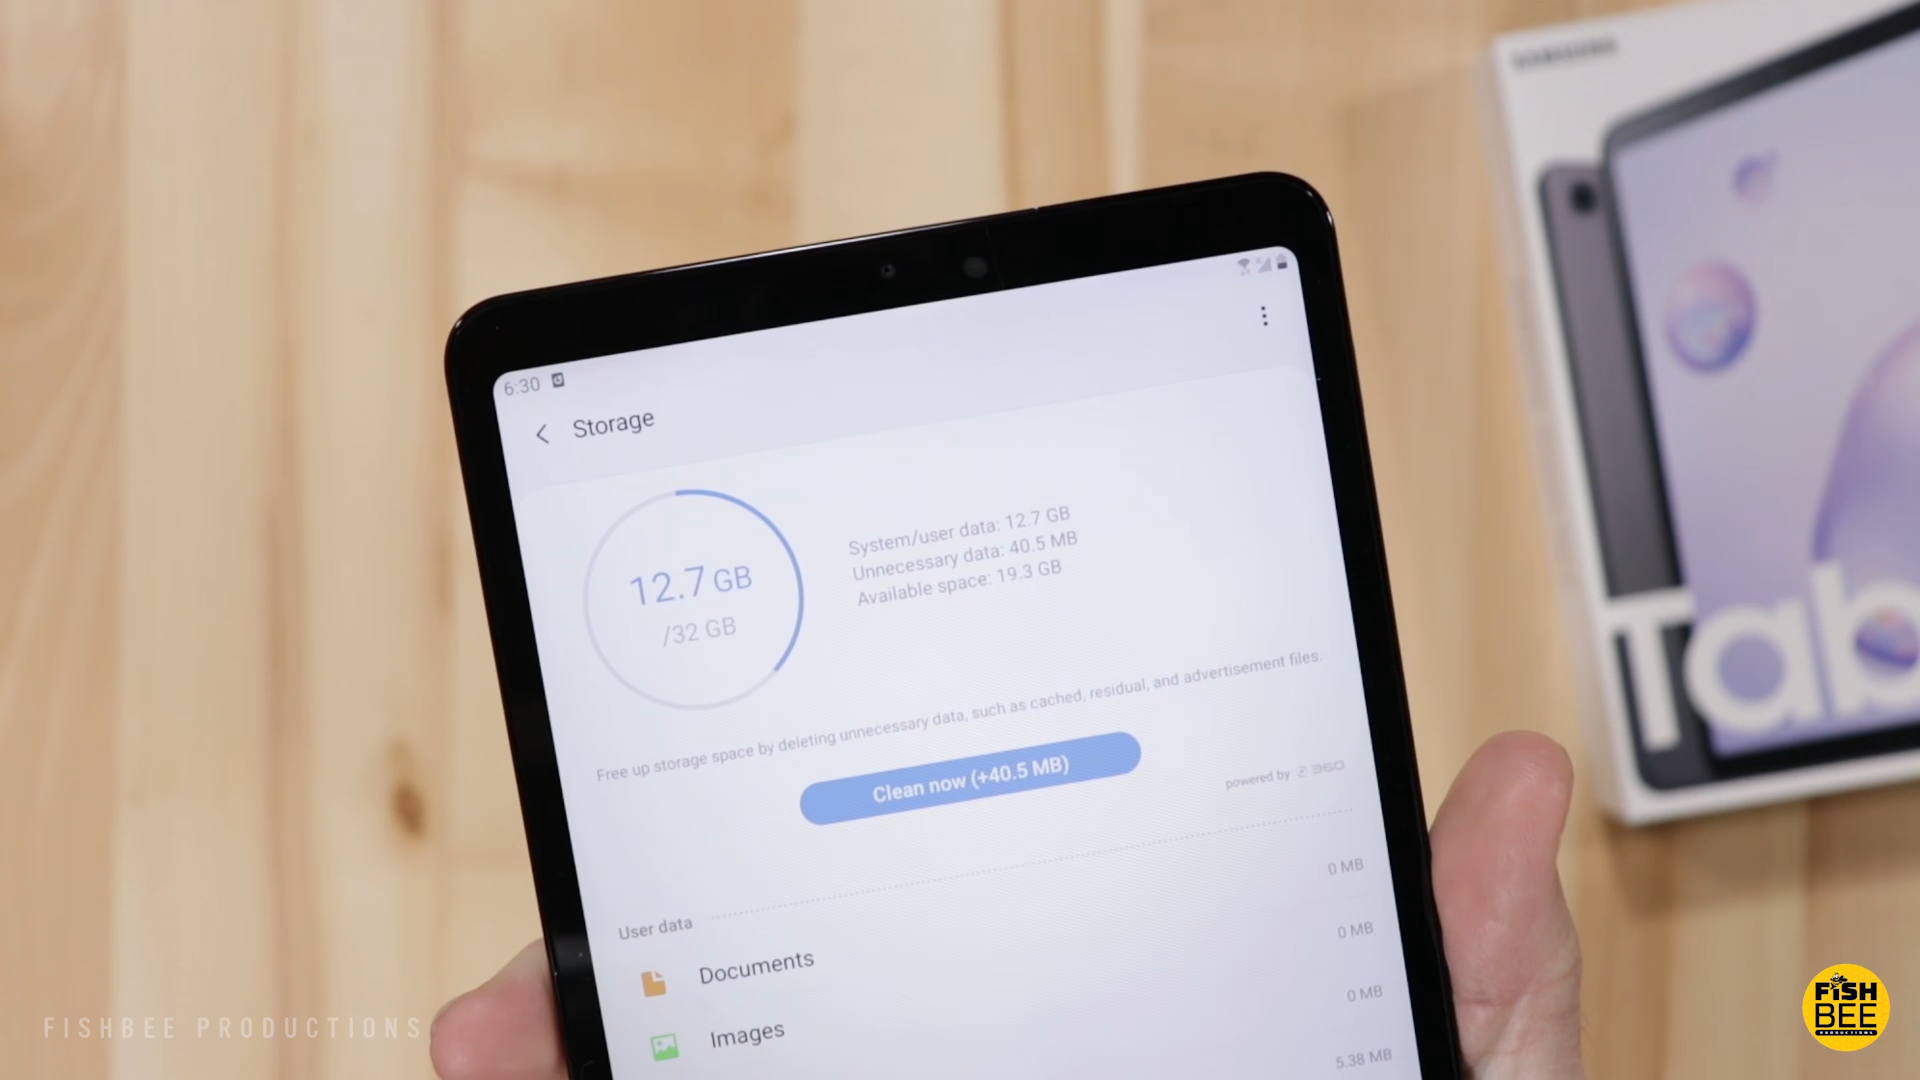 SAMSUNG
6:30
Storage
12.7 GB
/32 GB
System/user data: 12.7 GB
Unnecessary data: 40.5 MB
Available space: 19.3 GB
Free up storage space by deleting unnecessary data, such as cached, residual, and advertisement files.
Clean now (+40.5 MB)
powered by 360
User data
0 MB
Documents
0 MB
Images
0 MB
5.38 MB
Tab
FISHBEE PRODUCTIONS
FISH
BEE
PRODUCTIONS